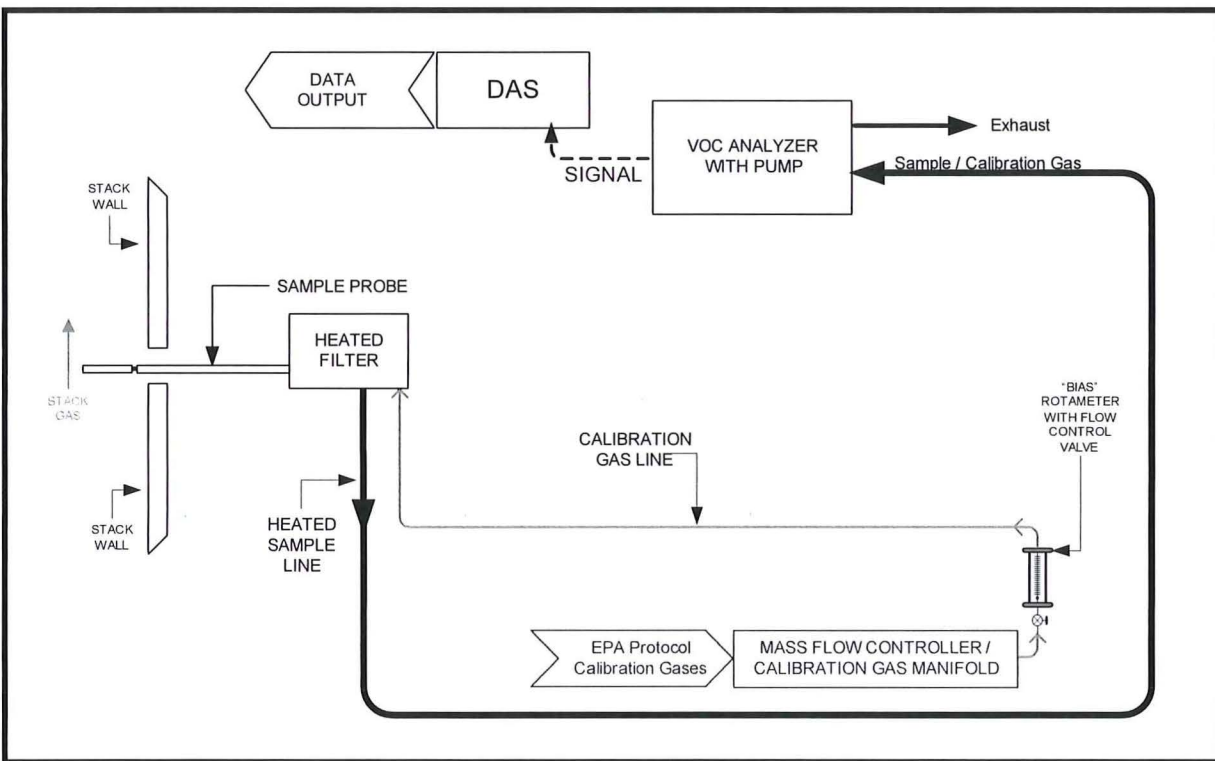 DATA
OUTPUT
DAS
VOC ANALYZER
WITH PUMP
Exhaust
Sample / Calibration Gas
SIGNAL
STACK
WALL
SAMPLE PROBE
HEATED
FILTER
STACK
GAS
"BIAS"
ROTAMETER
WITH FLOW
CONTROL
VALVE
CALIBRATION
GAS LINE
STACK
WALL
HEATED
SAMPLE
LINE
EPA Protocol
Calibration Gases
MASS FLOW CONTROLLER /
CALIBRATION GAS MANIFOLD